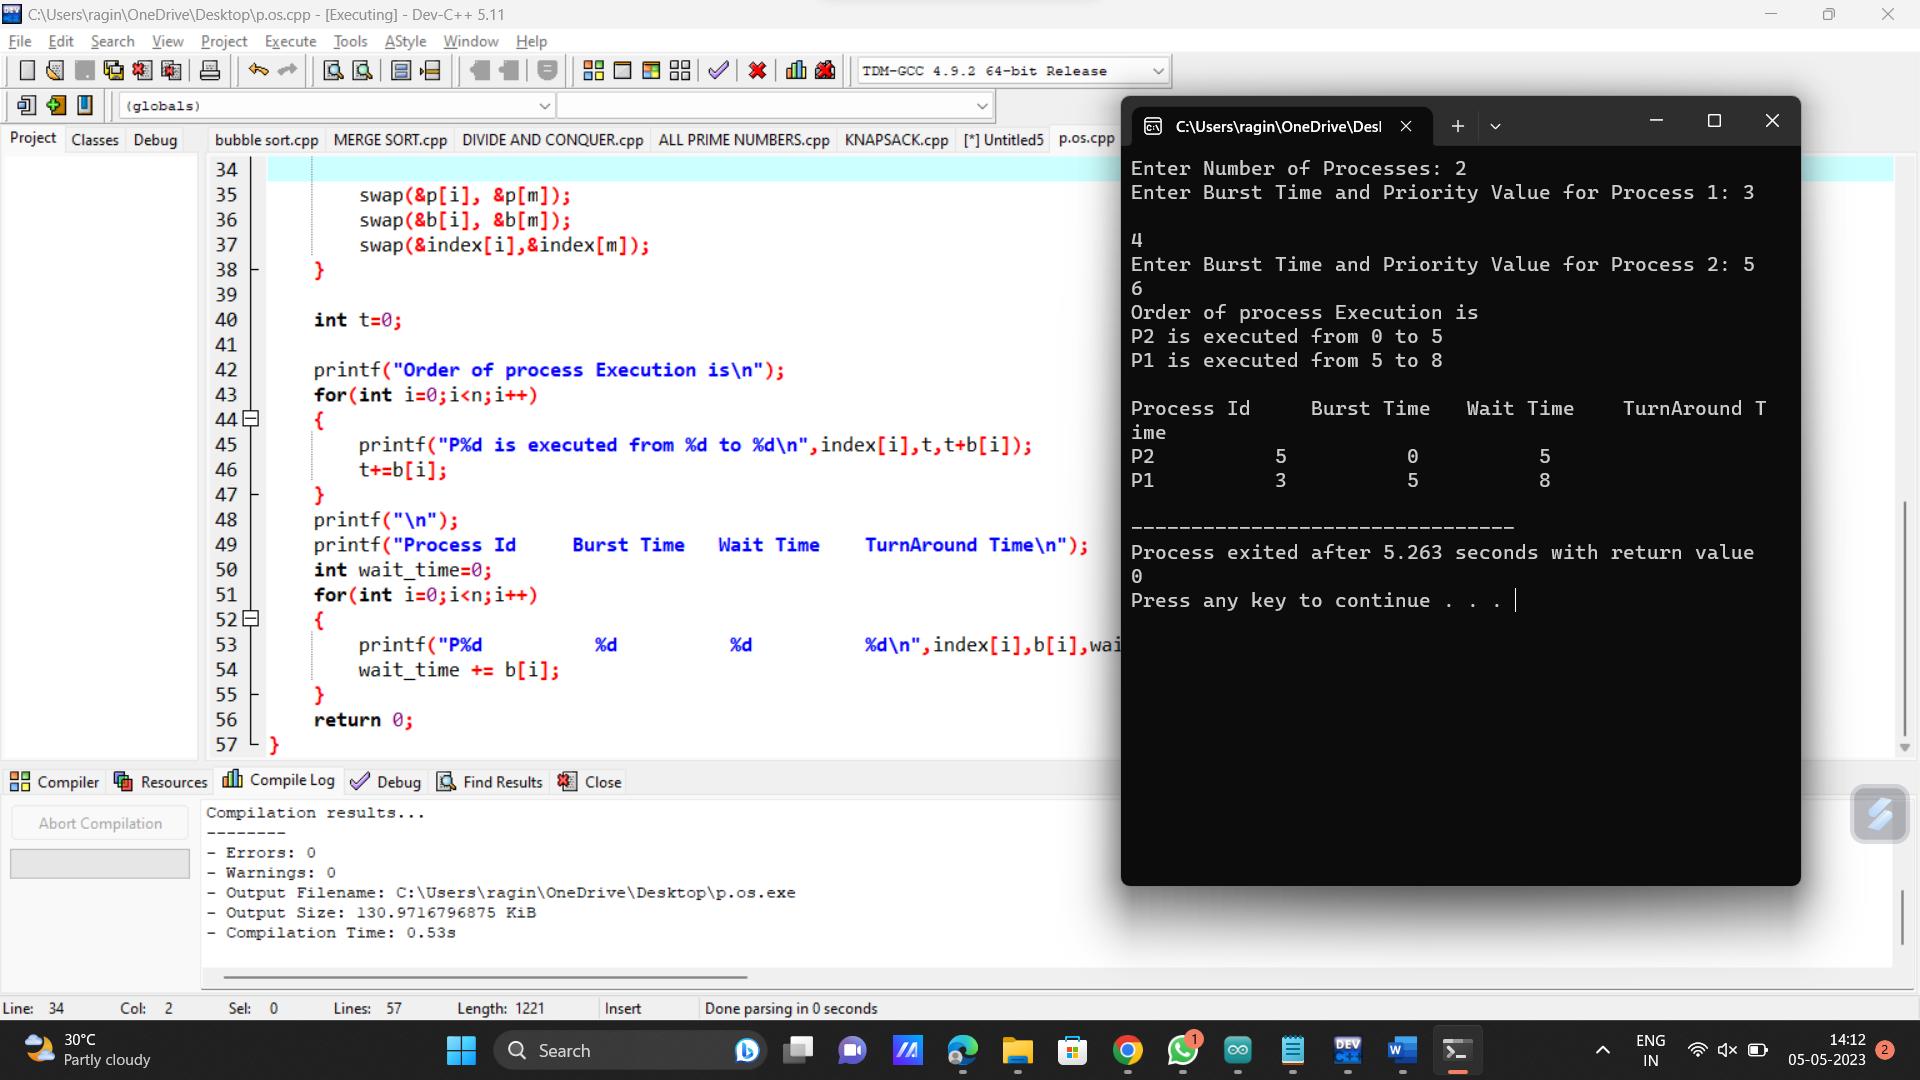 C:\Users\ragin\OneDrive\Desktop\p.os.cpp - [Executing] - Dev-C++ 5.11
File Edit Search View Project Execute Tools AStyle Window Help
TDM-GCC 4.9.2 64-bit Release
(globals)
Project Classes Debug
bubble sort.cpp MERGE SORT.cpp DIVIDE AND CONQUER.cpp ALL PRIME NUMBERS.cpp KNAPSACK.cpp [*] Untitled5 p.os.cpp
34
35 swap(&p[i], &p[m]);
36 swap(&b[i], &b[m]);
37 swap(&index[i],&index[m]);
38 }
39
40 int t=0;
41
42 printf("Order of process Execution is\n");
43 for(int i=0;i<n;i++)
44 {
45 printf("P%d is executed from %d to %d\n",index[i],t,t+b[i]);
46 t+=b[i];
47 }
48 printf("\n");
49 printf("Process Id     Burst Time   Wait Time    TurnAround Time\n");
50 int wait_time=0;
51 for(int i=0;i<n;i++)
52 {
53 printf("P%d          %d          %d          %d\n",index[i],b[i],wai
54 wait_time += b[i];
55 }
56 return 0;
57 }
C:\Users\ragin\OneDrive\Des
Enter Number of Processes: 2
Enter Burst Time and Priority Value for Process 1: 3
4
Enter Burst Time and Priority Value for Process 2: 5
6
Order of process Execution is
P2 is executed from 0 to 5
P1 is executed from 5 to 8
Process Id     Burst Time   Wait Time    TurnAround T
ime
P2          5          0          5
P1          3          5          8
--------------------------------
Process exited after 5.263 seconds with return value
0
Press any key to continue . . .
Compiler Resources Compile Log Debug Find Results Close
Abort Compilation
Compilation results...
--------
- Errors: 0
- Warnings: 0
- Output Filename: C:\Users\ragin\OneDrive\Desktop\p.os.exe
- Output Size: 130.9716796875 KiB
- Compilation Time: 0.53s
Line: 34 Col: 2 Sel: 0 Lines: 57 Length: 1221 Insert Done parsing in 0 seconds
30°C
Partly cloudy
Search
DEV C++
W
1
ENG
IN
14:12
05-05-2023
2